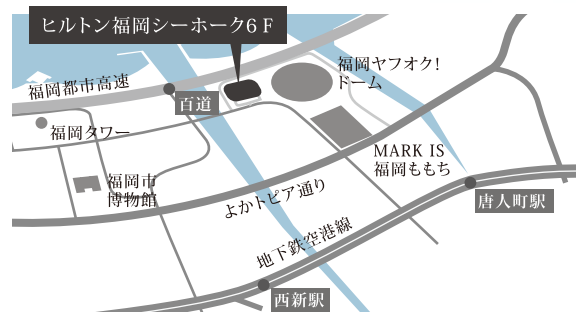 ヒルトン福岡シーホーク6F
福岡ヤフオク!
ドーム
福岡都市高速
百道
福岡タワー
MARK IS
福岡ももち
福岡市
博物館
唐人町駅
よかトピア通り
地下鉄空港線
西新駅